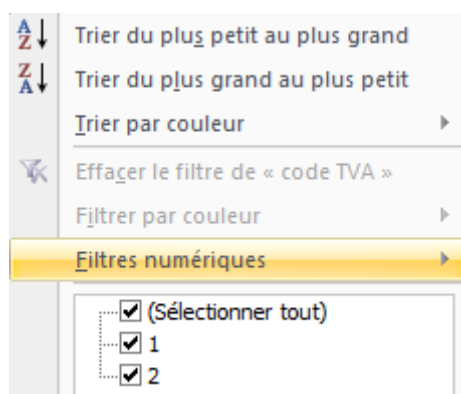 Trier du plus petit au plus grand
Trier du plus grand au plus petit
Trier par couleur
Effacer le filtre de « code TVA »
Filtrer par couleur
Filtres numériques
(Sélectionner tout)
1
2